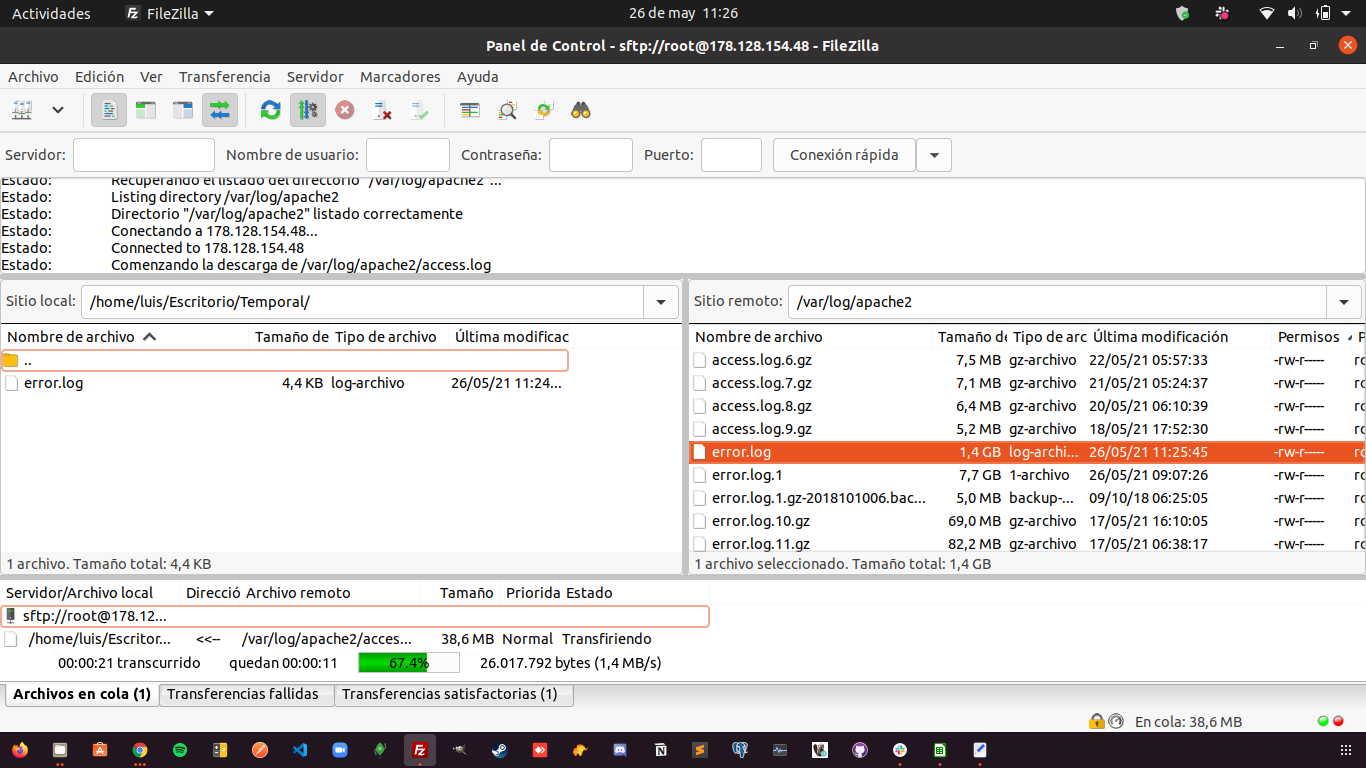 Actividades FileZilla 26 de may 11:26
Panel de Control - sftp://root@178.128.154.48 - FileZilla
Archivo Edición Ver Transferencia Servidor Marcadores Ayuda
Servidor: Nombre de usuario: Contraseña: Puerto: Conexión rápida
Estado: Recuperando el listado del directorio "/var/log/apache2"...
Estado: Listing directory /var/log/apache2
Estado: Directorio "/var/log/apache2" listado correctamente
Estado: Conectando a 178.128.154.48...
Estado: Connected to 178.128.154.48
Estado: Comenzando la descarga de /var/log/apache2/access.log
Sitio local: /home/luis/Escritorio/Temporal/
Nombre de archivo Tamaño de Tipo de archivo Última modificac
..
error.log 4,4 KB log-archivo 26/05/21 11:24...
1 archivo. Tamaño total: 4,4 KB
Sitio remoto: /var/log/apache2
Nombre de archivo Tamaño de Tipo de arc Última modificación Permisos P
access.log.6.gz 7,5 MB gz-archivo 22/05/21 05:57:33 -rw-r----- ro
access.log.7.gz 7,1 MB gz-archivo 21/05/21 05:24:37 -rw-r----- ro
access.log.8.gz 6,4 MB gz-archivo 20/05/21 06:10:39 -rw-r----- ro
access.log.9.gz 5,2 MB gz-archivo 18/05/21 17:52:30 -rw-r----- ro
error.log 1,4 GB log-archi... 26/05/21 11:25:45 -rw-r----- ro
error.log.1 7,7 GB 1-archivo 26/05/21 09:07:26 -rw-r----- ro
error.log.1.gz-2018101006.bac... 5,0 MB backup-... 09/10/18 06:25:05 -rw-r----- ro
error.log.10.gz 69,0 MB gz-archivo 17/05/21 16:10:05 -rw-r----- ro
error.log.11.gz 82,2 MB gz-archivo 17/05/21 06:38:17 -rw-r----- ro
1 archivo seleccionado. Tamaño total: 1,4 GB
Servidor/Archivo local Direcció Archivo remoto Tamaño Priorida Estado
sftp://root@178.12...
/home/luis/Escritor... <<-- /var/log/apache2/acces... 38,6 MB Normal Transfiriendo
00:00:21 transcurrido quedan 00:00:11 67.4% 26.017.792 bytes (1,4 MB/s)
Archivos en cola (1) Transferencias fallidas Transferencias satisfactorias (1)
En cola: 38,6 MB